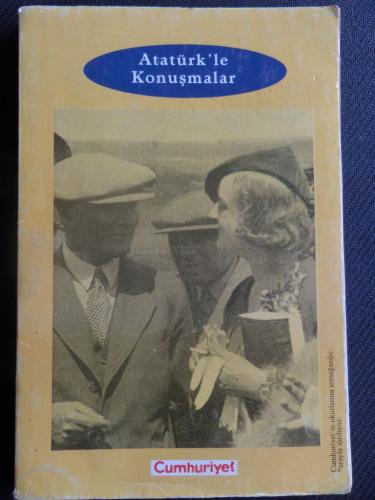 Atatürk'le
Konuşmalar
Cumhuriyet'in okurlarına armağanıdır.
Parayla satılmaz.
Cumhuriyet